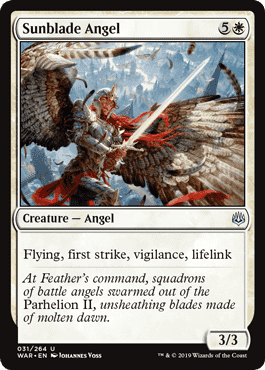 Sunblade Angel 5
Creature — Angel
Flying, first strike, vigilance, lifelink
At Feather's command, squadrons
of battle angels swarmed out of the
Parhelion II, unsheathing blades made
of molten dawn.
3/3
031/264 U
WAR • EN Johannes Voss
™ & © 2019 Wizards of the Coast